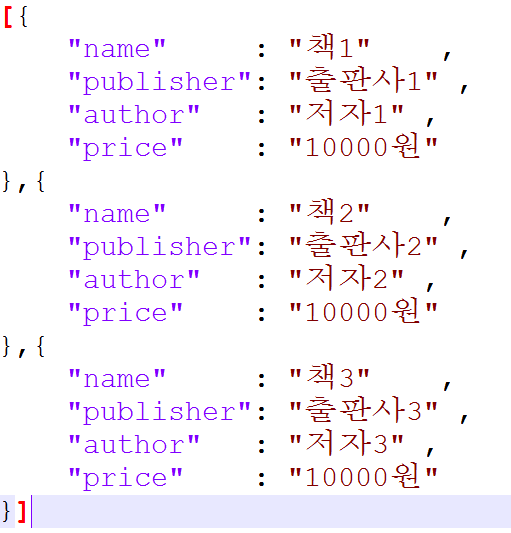 [{
    "name"     : "책1"    ,
    "publisher": "출판사1" ,
    "author"   : "저자1" ,
    "price"    : "10000원"
},{
    "name"     : "책2"    ,
    "publisher": "출판사2" ,
    "author"   : "저자2" ,
    "price"    : "10000원"
},{
    "name"     : "책3"    ,
    "publisher": "출판사3" ,
    "author"   : "저자3" ,
    "price"    : "10000원"
}]